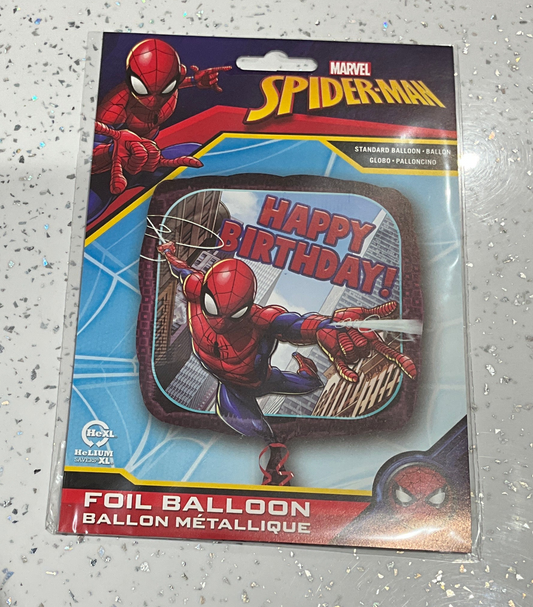 MARVEL
SPIDER-MAN
STANDARD BALLOON • BALLON
GLOBO • PALLONCINO
HAPPY
BIRTHDAY!
HeXL
HeLIUM
SAVER XL
FOIL BALLOON
BALLON MÉTALLIQUE